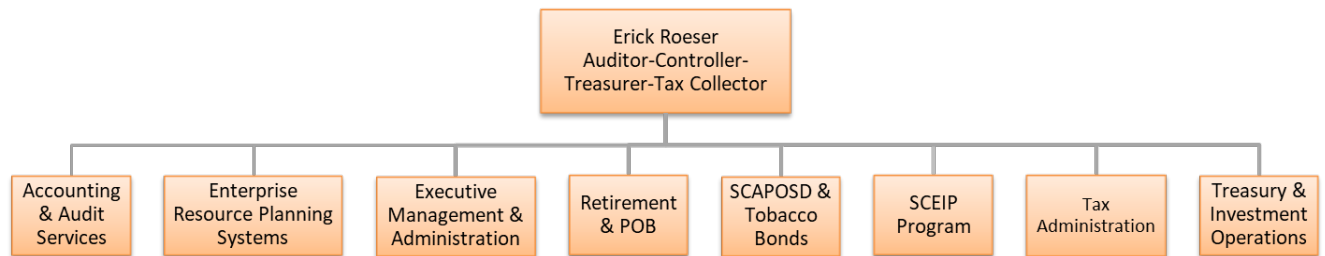 Erick Roeser
Auditor-Controller-
Treasurer-Tax Collector
Accounting
& Audit
Services
Enterprise
Resource Planning
Systems
Executive
Management &
Administration
Retirement
& POB
SCAPOSD &
Tobacco
Bonds
SCEIP
Program
Tax
Administration
Treasury &
Investment
Operations